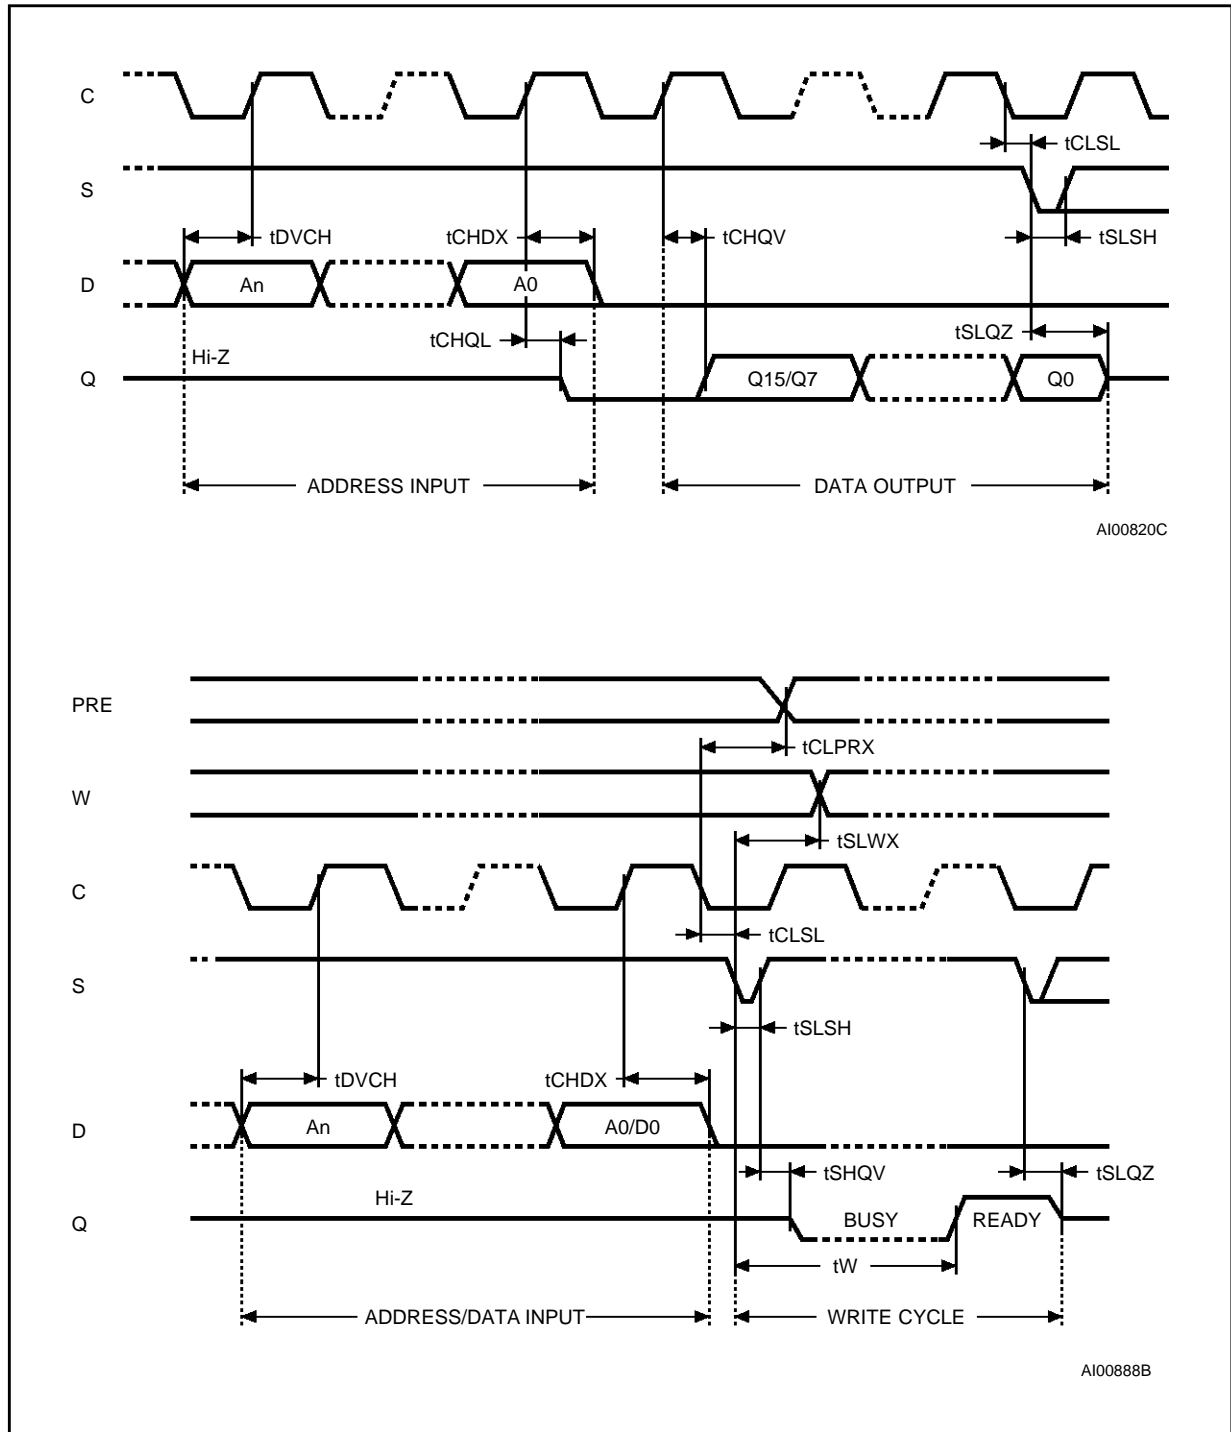 C
tCLSL
S
tDVCH
tCHDX
tCHQV
tSLSH
D
An
A0
tCHQL
tSLQZ
Hi-Z
Q
Q15/Q7
Q0
ADDRESS INPUT
DATA OUTPUT
AI00820C
PRE
tCLPRX
W
tSLWX
C
tCLSL
S
tSLSH
tDVCH
tCHDX
D
An
A0/D0
tSHQV
tSLQZ
Hi-Z
Q
BUSY
READY
tW
ADDRESS/DATA INPUT
WRITE CYCLE
AI00888B